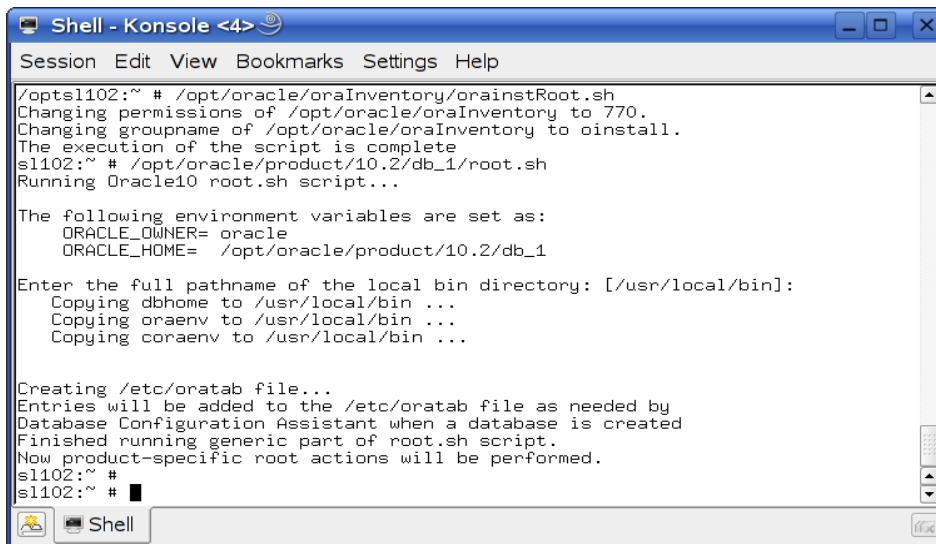 Shell - Konsole <4>
Session Edit View Bookmarks Settings Help
/optsl102:~ # /opt/oracle/oraInventory/orainstRoot.sh
Changing permissions of /opt/oracle/oraInventory to 770.
Changing groupname of /opt/oracle/oraInventory to oinstall.
The execution of the script is complete
sl102:~ # /opt/oracle/product/10.2/db_1/root.sh
Running Oracle10 root.sh script...
The following environment variables are set as:
ORACLE_OWNER= oracle
ORACLE_HOME=  /opt/oracle/product/10.2/db_1
Enter the full pathname of the local bin directory: [/usr/local/bin]:
Copying dbhome to /usr/local/bin ...
Copying oraenv to /usr/local/bin ...
Copying coraenv to /usr/local/bin ...
Creating /etc/oratab file...
Entries will be added to the /etc/oratab file as needed by
Database Configuration Assistant when a database is created
Finished running generic part of root.sh script.
Now product-specific root actions will be performed.
sl102:~ #
sl102:~ #
Shell